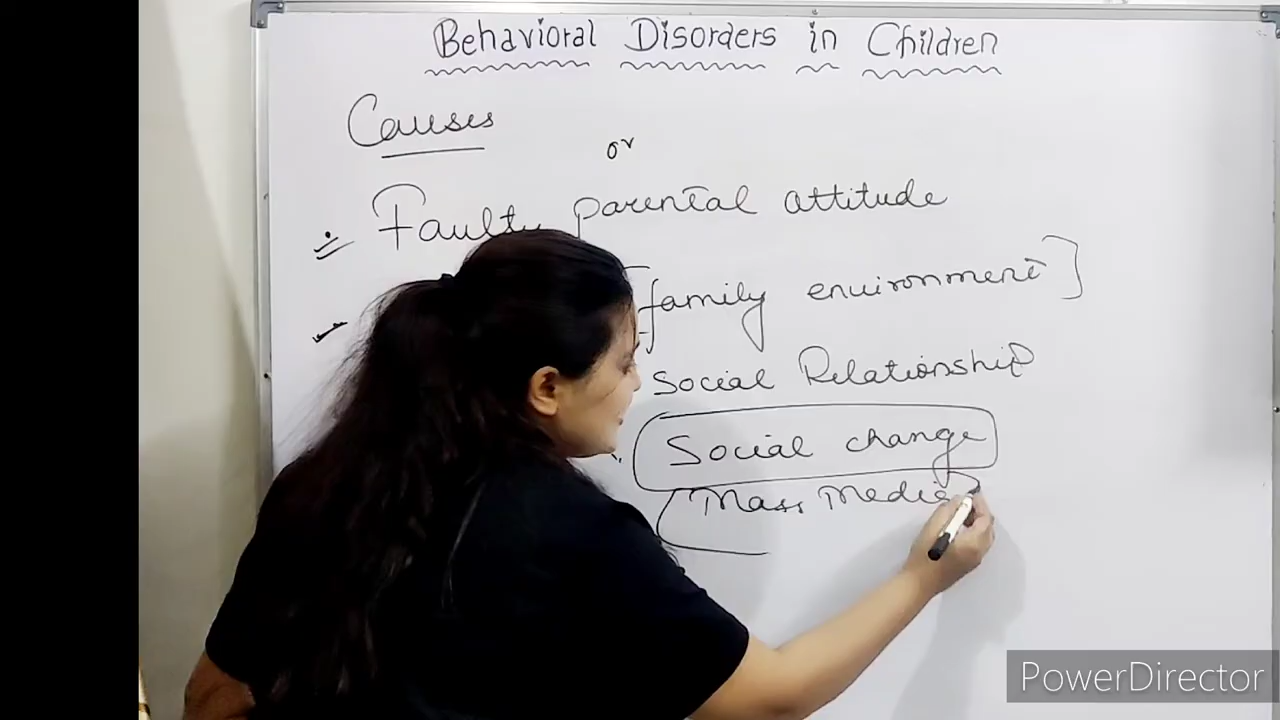 Behavioral Disorders in Children
Causes
or
Faulty parental attitude
[family environment]
Social Relationship
Social change
Mass Media
PowerDirector